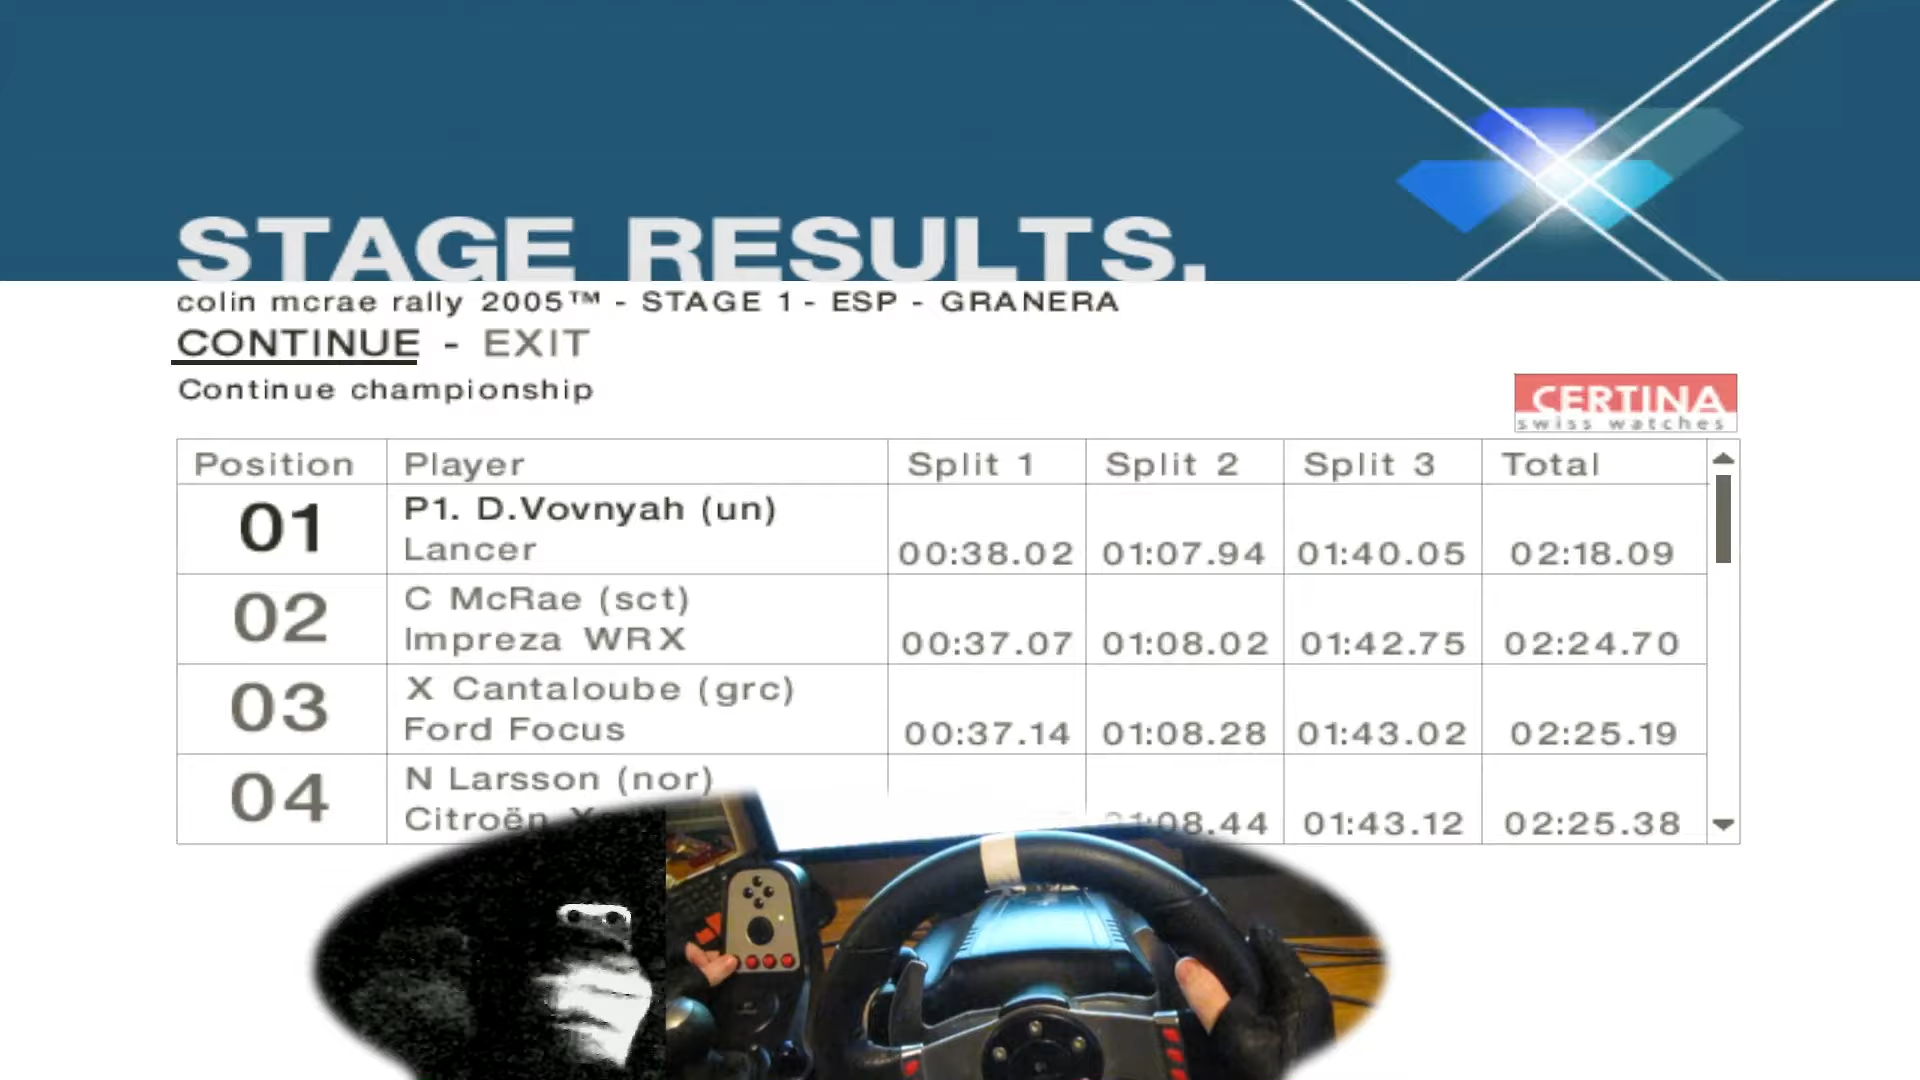 STAGE RESULTS.
colin mcrae rally 2005™ - STAGE 1 - ESP - GRANERA
CONTINUE - EXIT
Continue championship
CERTINA
swiss watches
Position Player Split 1 Split 2 Split 3 Total
01 P1. D.Vovnyah (un)
Lancer 00:38.02 01:07.94 01:40.05 02:18.09
02 C McRae (sct)
Impreza WRX 00:37.07 01:08.02 01:42.75 02:24.70
03 X Cantaloube (grc)
Ford Focus 00:37.14 01:08.28 01:43.02 02:25.19
04 N Larsson (nor)
Citroën 01:08.44 01:43.12 02:25.38